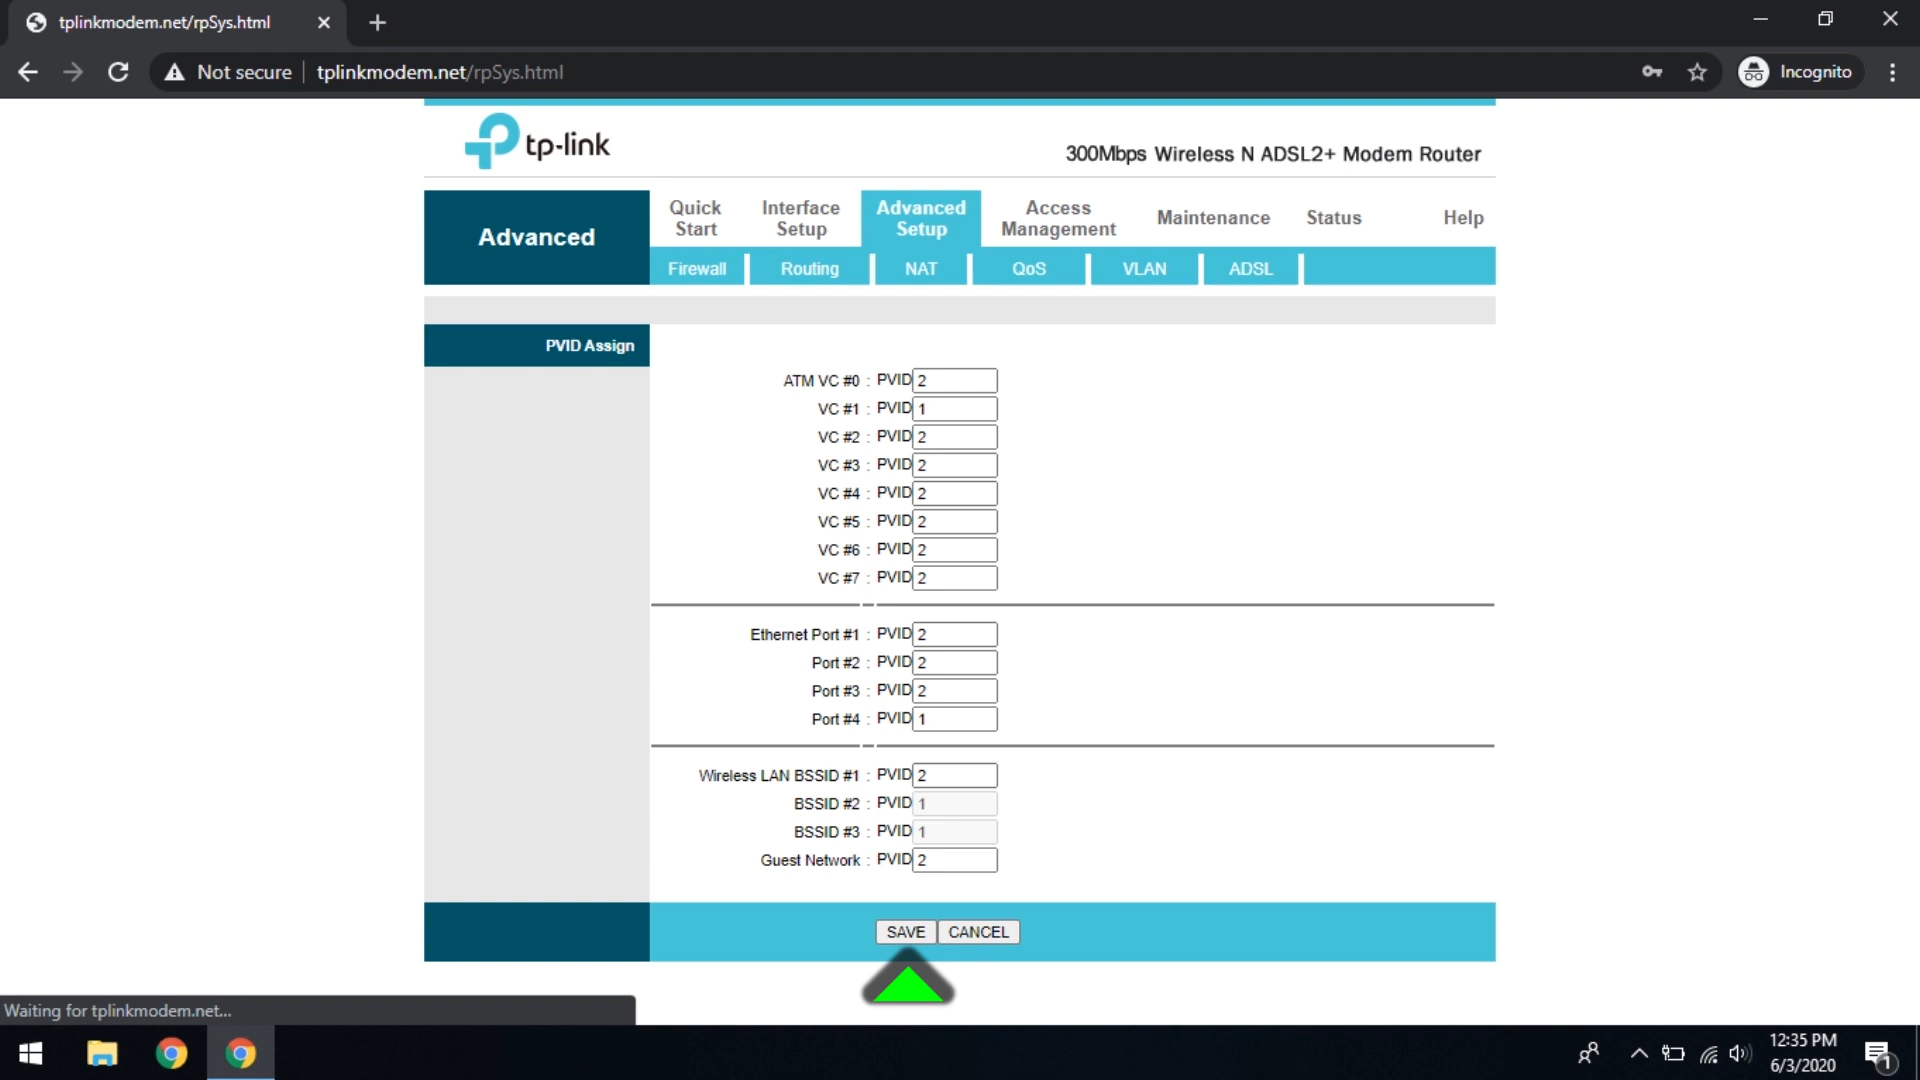 tplinkmodem.net/rpSys.html
Not secure tplinkmodem.net/rpSys.html Incognito
tp-link
300Mbps Wireless N ADSL2+ Modem Router
Advanced
Quick Start
Interface Setup
Advanced Setup
Access Management
Maintenance
Status
Help
Firewall Routing NAT QoS VLAN ADSL
PVID Assign
ATM VC #0 : PVID 2
VC #1 : PVID 1
VC #2 : PVID 2
VC #3 : PVID 2
VC #4 : PVID 2
VC #5 : PVID 2
VC #6 : PVID 2
VC #7 : PVID 2
Ethernet Port #1 : PVID 2
Port #2 : PVID 2
Port #3 : PVID 2
Port #4 : PVID 1
Wireless LAN BSSID #1 : PVID 2
BSSID #2 : PVID 1
BSSID #3 : PVID 1
Guest Network : PVID 2
SAVE CANCEL
Waiting for tplinkmodem.net...
12:35 PM
6/3/2020
1